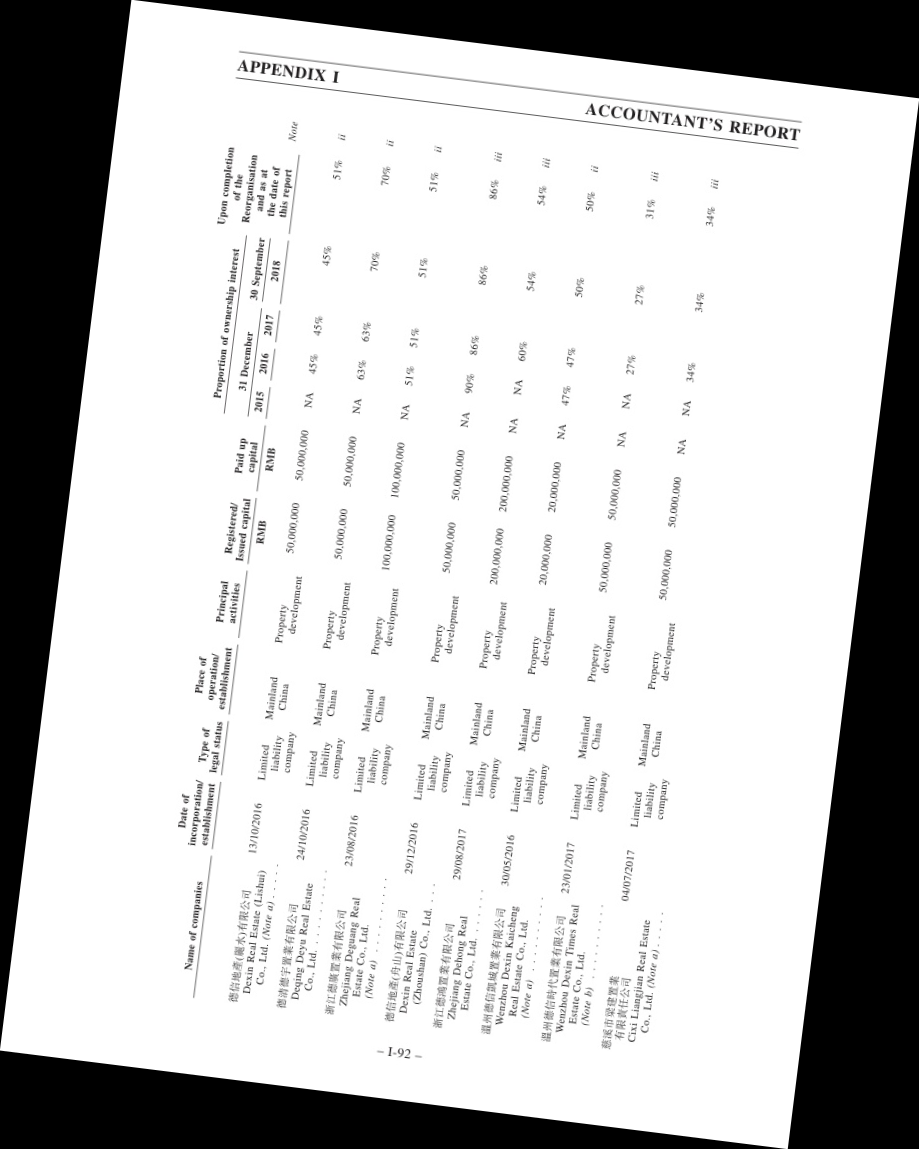 APPENDIX I
ACCOUNTANT'S REPORT
Name of companies
Date of
incorporation/
establishment
Type of
legal status
Place of
operation/
establishment
Principal
activities
Registered/
Issued capital
RMB
Paid up
capital
RMB
Proportion of ownership interest
31 December
2015 2016 2017
30 September
2018
Upon completion
of the
Reorganisation
and as at
the date of
this report
Note
德信地產(麗水)有限公司
Dexin Real Estate (Lishui)
Co., Ltd. (Note a) . . . . . .
13/10/2016
Limited
liability
company
Mainland
China
Property
development
50,000,000 50,000,000 NA 45% 45% 45% 51% ii
德清德宇置業有限公司
Deqing Deyu Real Estate
Co., Ltd. . . . . . . . . . .
24/10/2016
Limited
liability
company
Mainland
China
Property
development
50,000,000 50,000,000 NA 63% 63% 70% 70% ii
浙江德廣置業有限公司
Zhejiang Deguang Real
Estate Co., Ltd.
(Note a) . . . . . . . . . .
23/08/2016
Limited
liability
company
Mainland
China
Property
development
100,000,000 100,000,000 NA 51% 51% 51% 51% ii
德信地產(舟山)有限公司
Dexin Real Estate
(Zhoushan) Co., Ltd. . . . .
29/12/2016
Limited
liability
company
Mainland
China
Property
development
50,000,000 50,000,000 NA 90% 86% 86% 86% iii
浙江德鴻置業有限公司
Zhejiang Dehong Real
Estate Co., Ltd. . . . . . . .
29/08/2017
Limited
liability
company
Mainland
China
Property
development
200,000,000 200,000,000 NA NA 60% 54% 54% iii
溫州德信凱城置業有限公司
Wenzhou Dexin Kaicheng
Real Estate Co., Ltd.
(Note a) . . . . . . . . . .
30/05/2016
Limited
liability
company
Mainland
China
Property
development
20,000,000 20,000,000 NA 47% 47% 50% 50% ii
溫州德信時代置業有限公司
Wenzhou Dexin Times Real
Estate Co., Ltd.
(Note b) . . . . . . . . . .
23/01/2017
Limited
liability
company
Mainland
China
Property
development
50,000,000 50,000,000 NA NA 27% 27% 31% iii
慈溪市梁建置業
有限責任公司
Cixi Liangjian Real Estate
Co., Ltd. (Note a) . . . . . .
04/07/2017
Limited
liability
company
Mainland
China
Property
development
50,000,000 50,000,000 NA NA 34% 34% 34% iii
– I-92 –